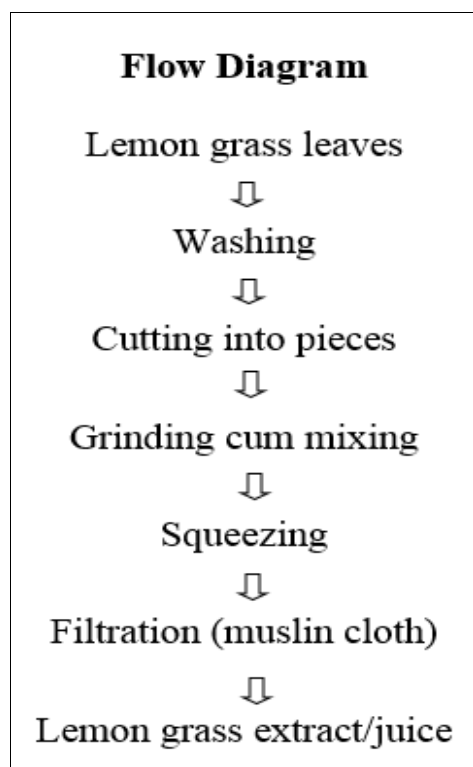 Flow Diagram
Lemon grass leaves
Washing
Cutting into pieces
Grinding cum mixing
Squeezing
Filtration (muslin cloth)
Lemon grass extract/juice